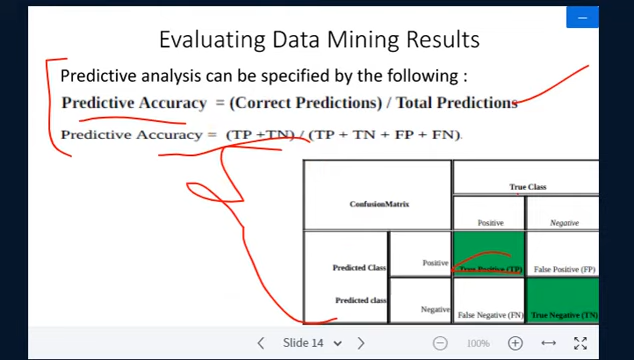 Evaluating Data Mining Results
Predictive analysis can be specified by the following :
Predictive Accuracy = (Correct Predictions) / Total Predictions
Predictive Accuracy = (TP +TN) / (TP + TN + FP + FN).
True Class
ConfusionMatrix
Positive Negative
Predicted Class Positive True Positive (TP) False Positive (FP)
Predicted class Negative False Negative (FN) True Negative (TN)
Slide 14 100%